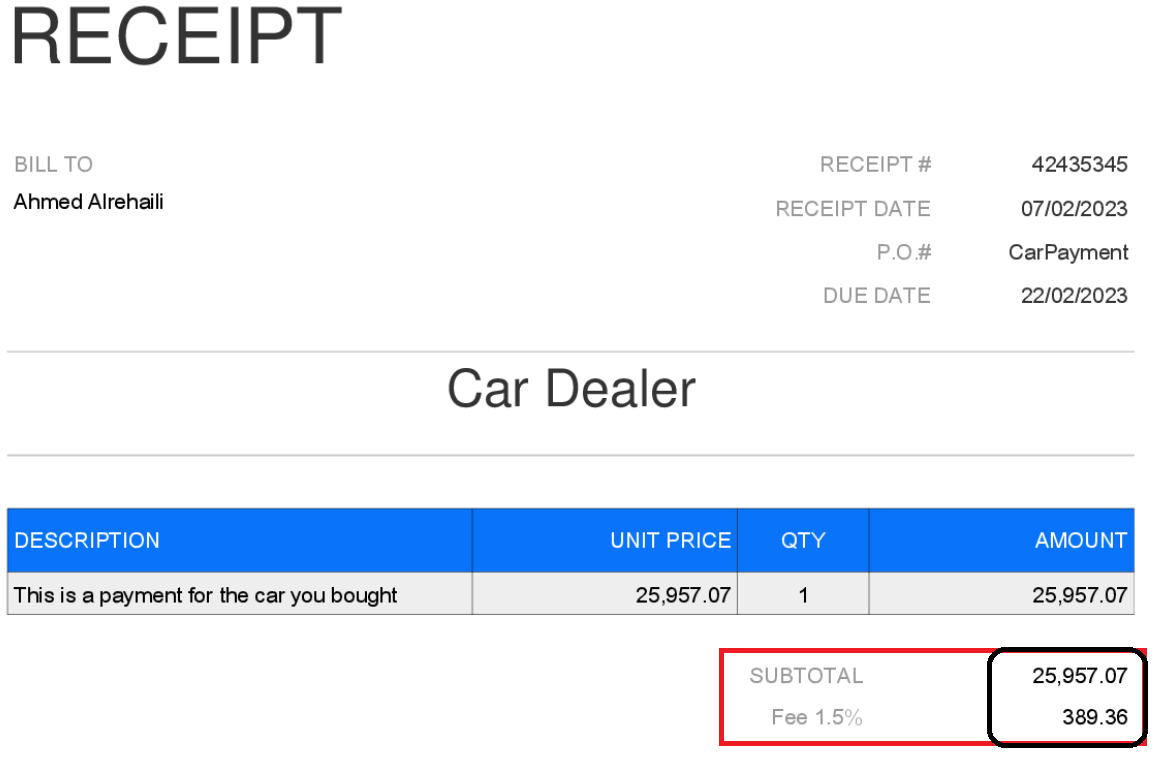 RECEIPT
BILL TO
Ahmed Alrehaili
RECEIPT # 42435345
RECEIPT DATE 07/02/2023
P.O.# CarPayment
DUE DATE 22/02/2023
Car Dealer
DESCRIPTION UNIT PRICE QTY AMOUNT
This is a payment for the car you bought 25,957.07 1 25,957.07
SUBTOTAL 25,957.07
Fee 1.5% 389.36